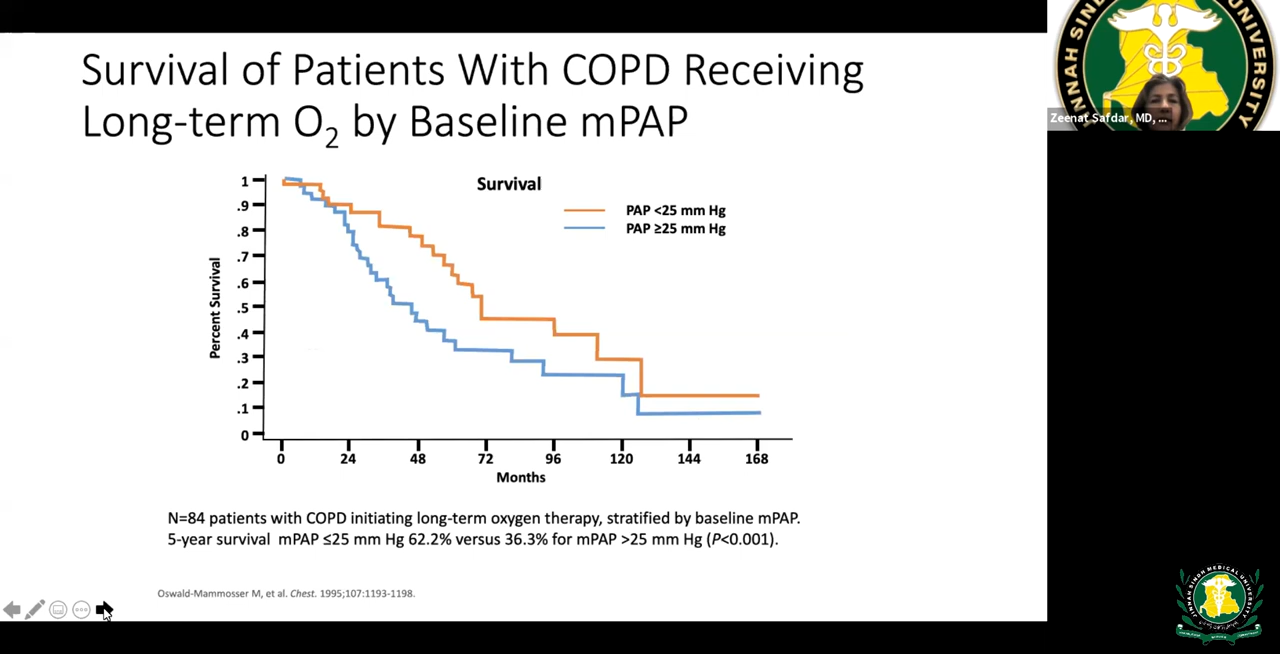 Survival of Patients With COPD Receiving
Long-term O2 by Baseline mPAP
Survival
PAP <25 mm Hg
PAP ≥25 mm Hg
Percent Survival
1
.9
.8
.7
.6
.5
.4
.3
.2
.1
0
0 24 48 72 96 120 144 168
Months
N=84 patients with COPD initiating long-term oxygen therapy, stratified by baseline mPAP.
5-year survival mPAP ≤25 mm Hg 62.2% versus 36.3% for mPAP >25 mm Hg (P<0.001).
Oswald-Mammosser M, et al. Chest. 1995;107:1193-1198.
Zeenat Safdar, MD, ...
JINNAH SINDH MEDICAL UNIVERSITY